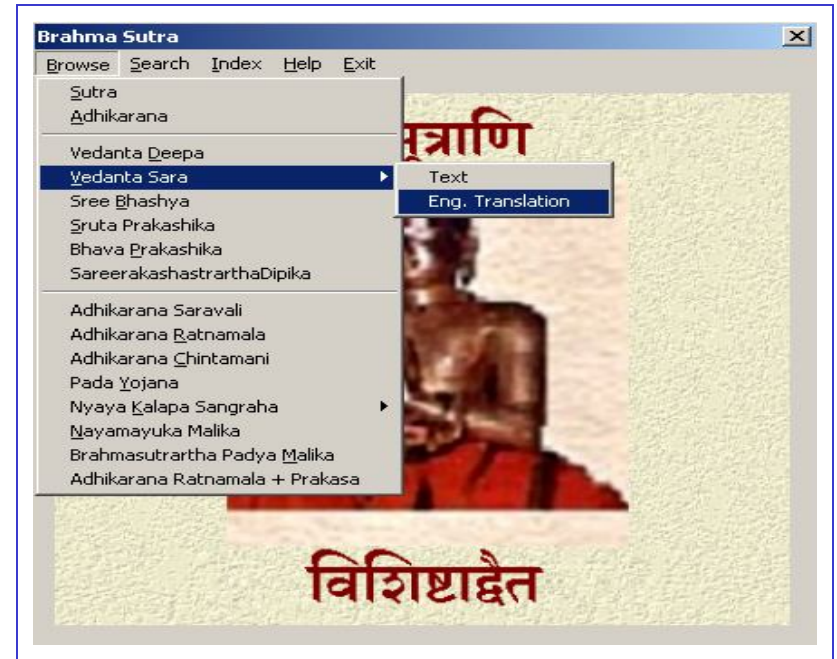 Brahma Sutra
Browse Search Index Help Exit
Sutra
Adhikarana
Vedanta Deepa
Vedanta Sara
Text
Eng. Translation
Sree Bhashya
Sruta Prakashika
Bhava Prakashika
SareerakashastrarthaDipika
Adhikarana Saravali
Adhikarana Ratnamala
Adhikarana Chintamani
Pada Yojana
Nyaya Kalapa Sangraha
Nayamayuka Malika
Brahmasutrartha Padya Malika
Adhikarana Ratnamala + Prakasa
विशिष्टाद्वैत